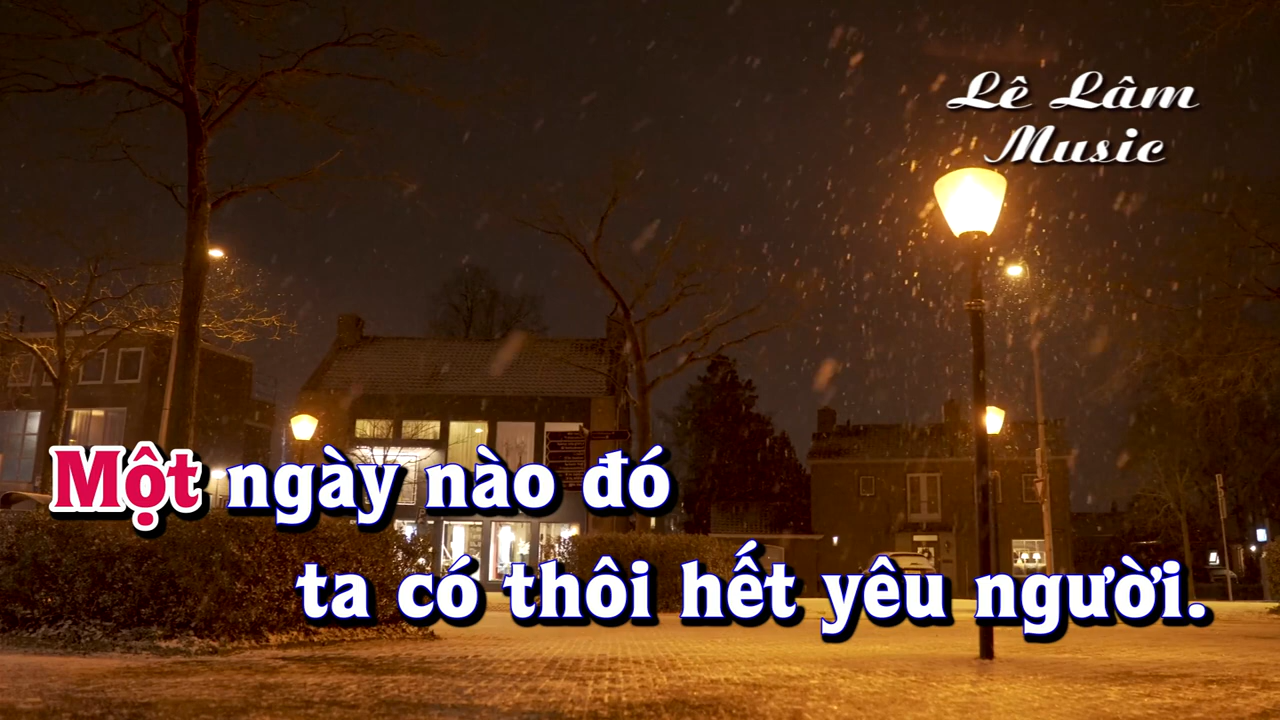 Lê Lâm
Music
Một ngày nào đó
ta có thôi hết yêu người.